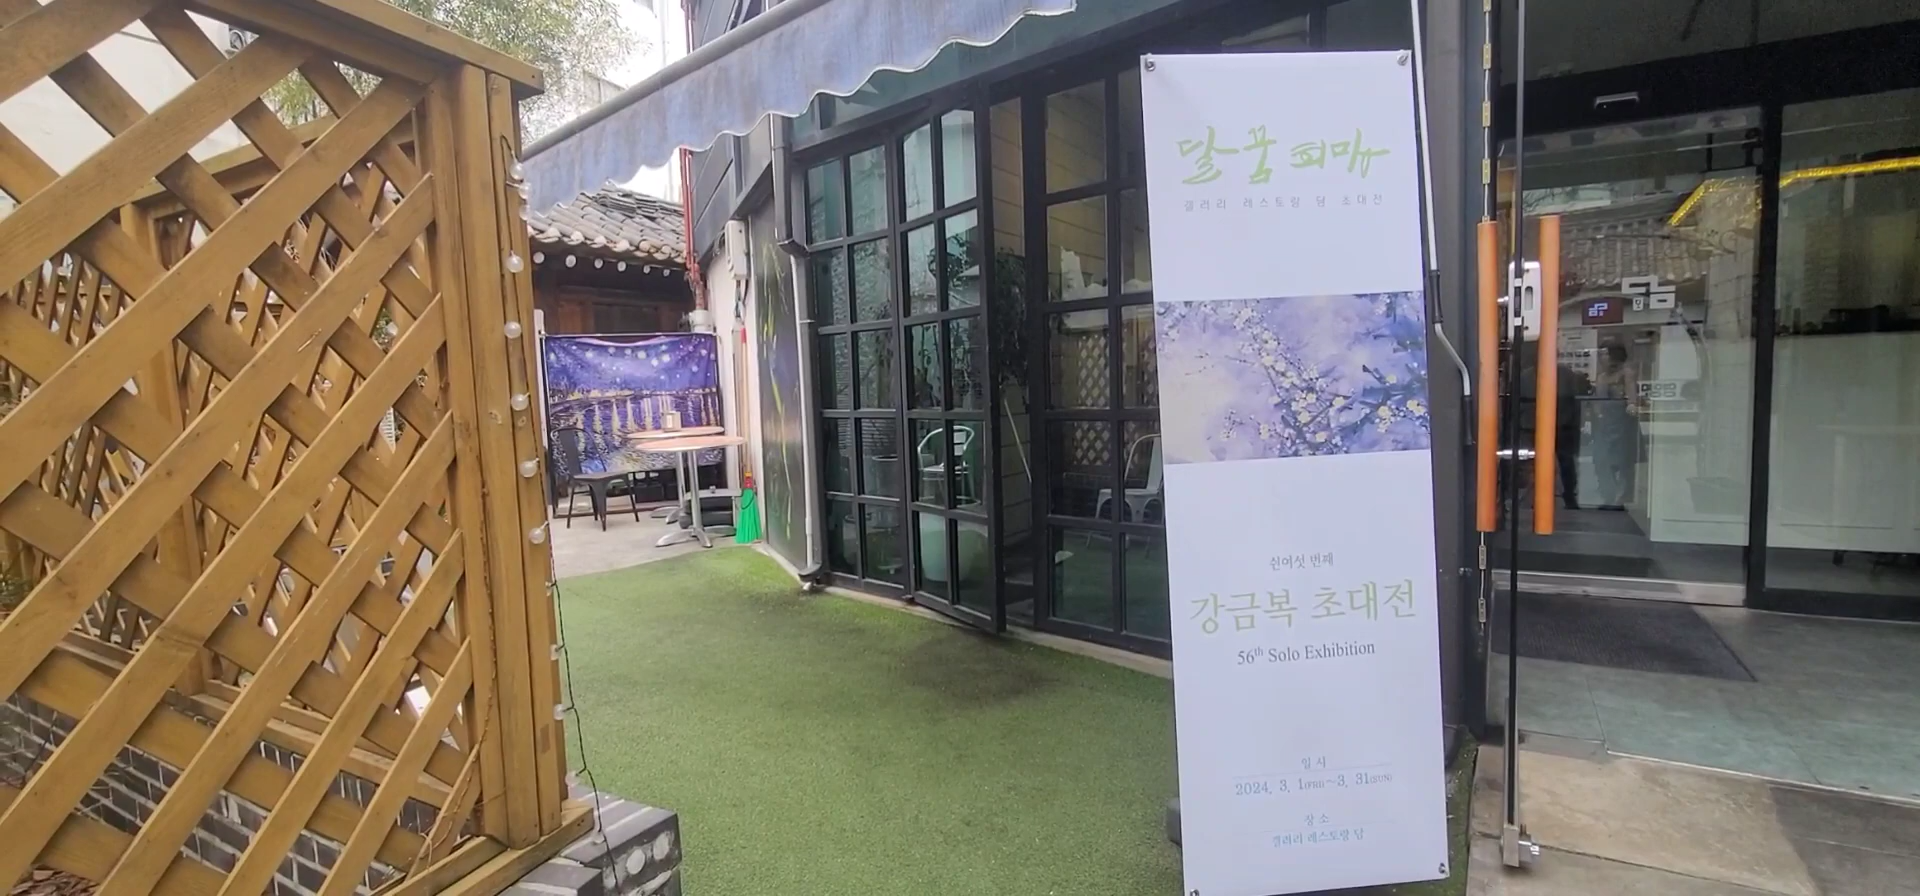 달꿈 피마
갤러리 레스토랑 담 초대전
쉰여섯 번째
강금복 초대전
56th Solo Exhibition
일 시
2024. 3. 1(FRI)~3. 31(SUN)
장 소
갤러리 레스토랑 담
담